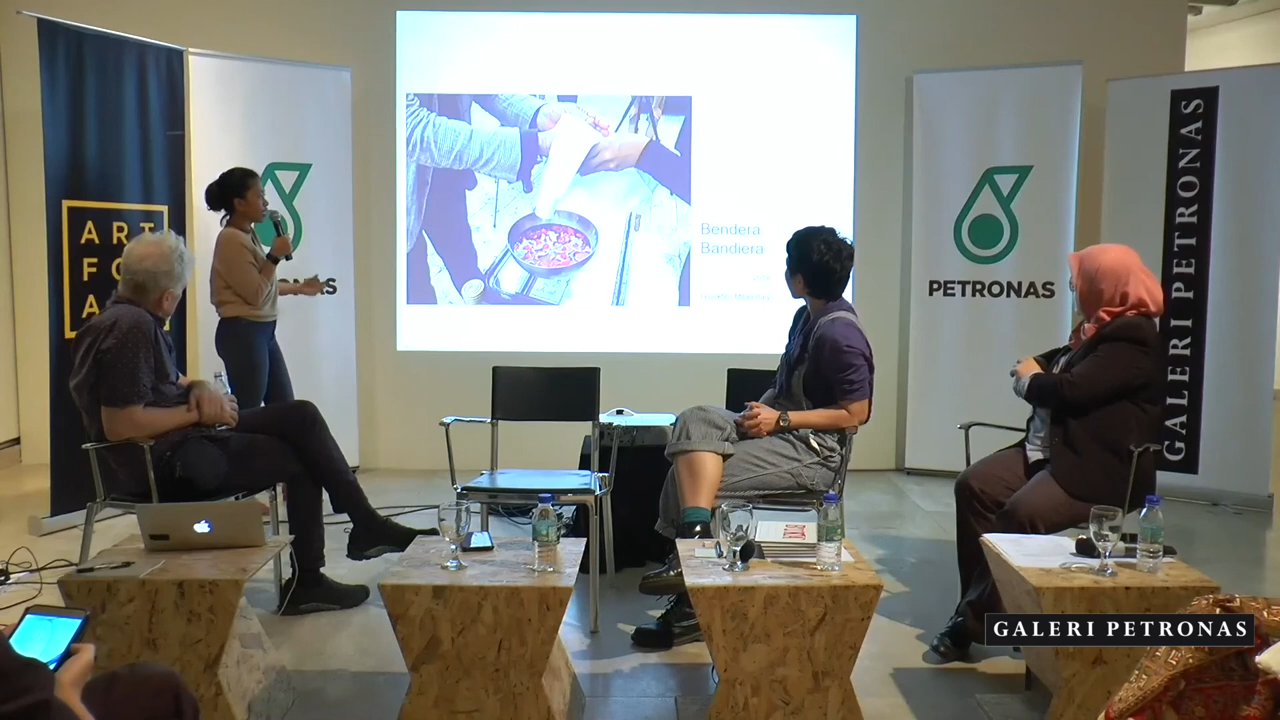 ART
FO
A
PETRONAS
Bendera
Bandiera
PETRONAS
GALERI PETRONAS
GALERI PETRONAS